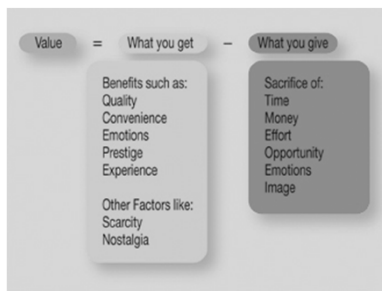 Value = What you get – What you give
Benefits such as:
Quality
Convenience
Emotions
Prestige
Experience
Other Factors like:
Scarcity
Nostalgia
Sacrifice of:
Time
Money
Effort
Opportunity
Emotions
Image